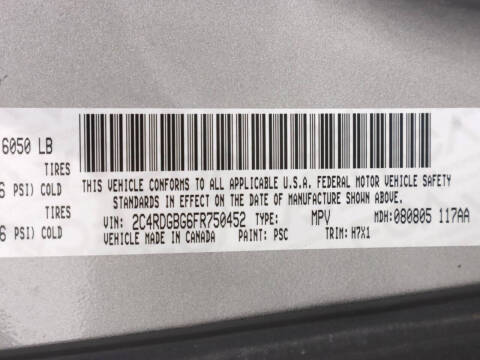 6050 LB
TIRES
6 PSI) COLD
TIRES
6 PSI) COLD
THIS VEHICLE CONFORMS TO ALL APPLICABLE U.S.A. FEDERAL MOTOR VEHICLE SAFETY
STANDARDS IN EFFECT ON THE DATE OF MANUFACTURE SHOWN ABOVE.
VIN: 2C4RDGBG6FR750452 TYPE: MPV MDH:080805 117AA
VEHICLE MADE IN CANADA PAINT: PSC TRIM: H7X1